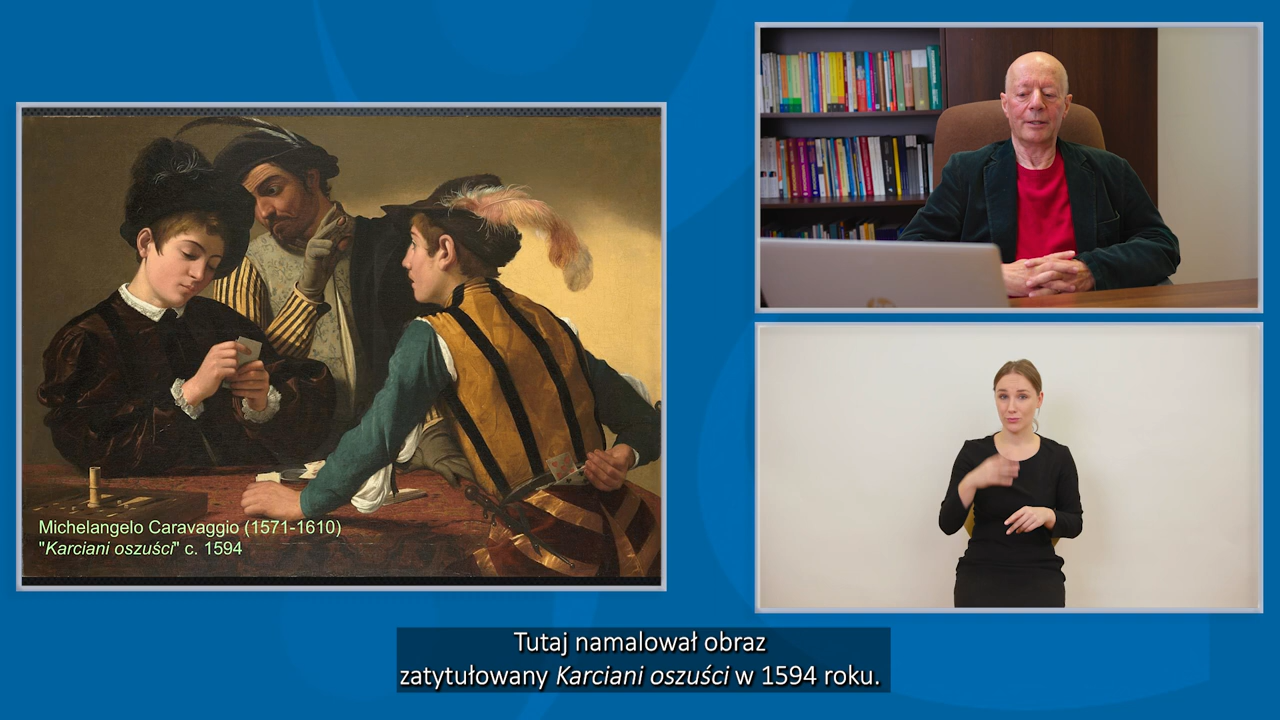 Michelangelo Caravaggio (1571-1610)
"Karciani oszuści" c. 1594
Tutaj namalował obraz
zatytułowany Karciani oszuści w 1594 roku.